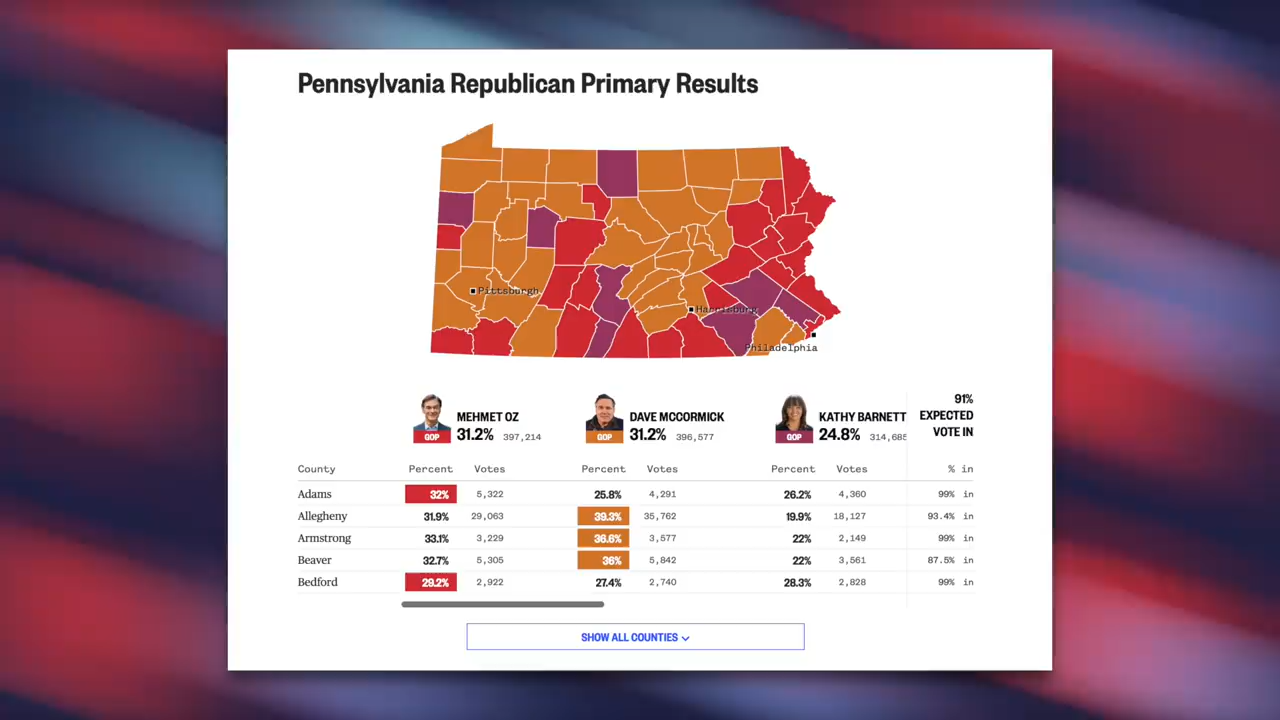 Pennsylvania Republican Primary Results
Pittsburgh
Harrisburg
Philadelphia
MEHMET OZ
GOP 31.2% 397,214
DAVE MCCORMICK
GOP 31.2% 396,577
KATHY BARNETT
GOP 24.8% 314,685
91%
EXPECTED
VOTE IN
County Percent Votes Percent Votes Percent Votes % in
Adams 32% 5,322 25.8% 4,291 26.2% 4,360 99% in
Allegheny 31.9% 29,063 39.3% 35,762 19.9% 18,127 93.4% in
Armstrong 33.1% 3,229 36.6% 3,577 22% 2,149 99% in
Beaver 32.7% 5,305 36% 5,842 22% 3,561 87.5% in
Bedford 29.2% 2,922 27.4% 2,740 28.3% 2,828 99% in
SHOW ALL COUNTIES